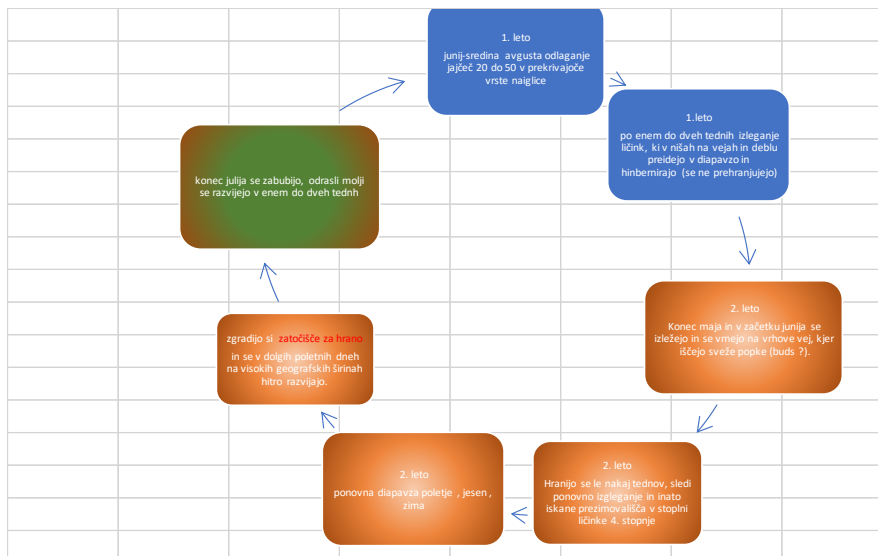 1. leto
junij-sredina avgusta odlaganje
jajčeč 20 do 50 v prekrivajoče
vrste naiglice
1.leto
po enem do dveh tednih izleganje
ličink, ki v nišah na vejah in deblu
preidejo v diapavzo in
hinbernirajo (se ne prehranjujejo)
2. leto
Konec maja in v začetku junija se
izležejo in se vrnejo na vrhove vej, kjer
iščejo sveže popke (buds ?).
2. leto
Hranijo se le nakaj tednov, sledi
ponovno izgleganje in inato
iskane prezimovališča v stoplni
ličinke 4. stopnje
2. leto
ponovna diapavza poletje , jesen ,
zima
zgradijo si zatočišče za hrano
in se v dolgih poletnih dneh
na visokih geografskih širinah
hitro razvijajo.
konec julija se zabubijo, odrasli molji
se razvijejo v enem do dveh tednh